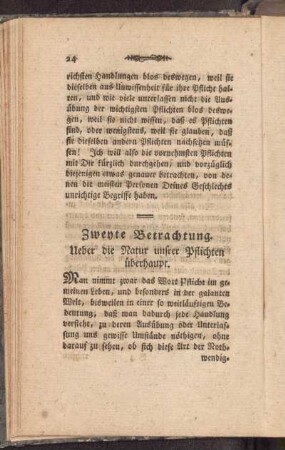 24
richsten Handlungen blos deswegen, weil sie
dieselben aus Unwissenheit für ihre Pflicht hal-
ten, und wie viele unterlassen nicht die Aus-
übung der wichtigsten Pflichten blos deswe-
gen, weil sie nicht wissen, daß es Pflichten
sind, oder wenigstens, weil sie glauben, daß
sie dieselben andern Pflichten nachsetzen müs-
sen! Ich will also die vornehmsten Pflichten
mit Dir kürzlich durchgehen, und vorzüglich
diejenigen etwas genauer betrachten, von de-
nen die meisten Personen Deines Geschlechts
unrichtige Begriffe haben.
Zweyte Betrachtung.
Ueber die Natur unsrer Pflichten
überhaupt.
Man nimmt zwar das Wort Pflicht im ge-
meinen Leben, und besonders in der galanten
Welt, bisweilen in einer so weitläuftigen Be-
deutung, daß man dadurch jede Handlung
versteht, zu deren Ausübung oder Unterlas-
sung uns gewisse Umstände nöthigen, ohne
darauf zu sehen, ob sich diese Art der Noth-
wendig-